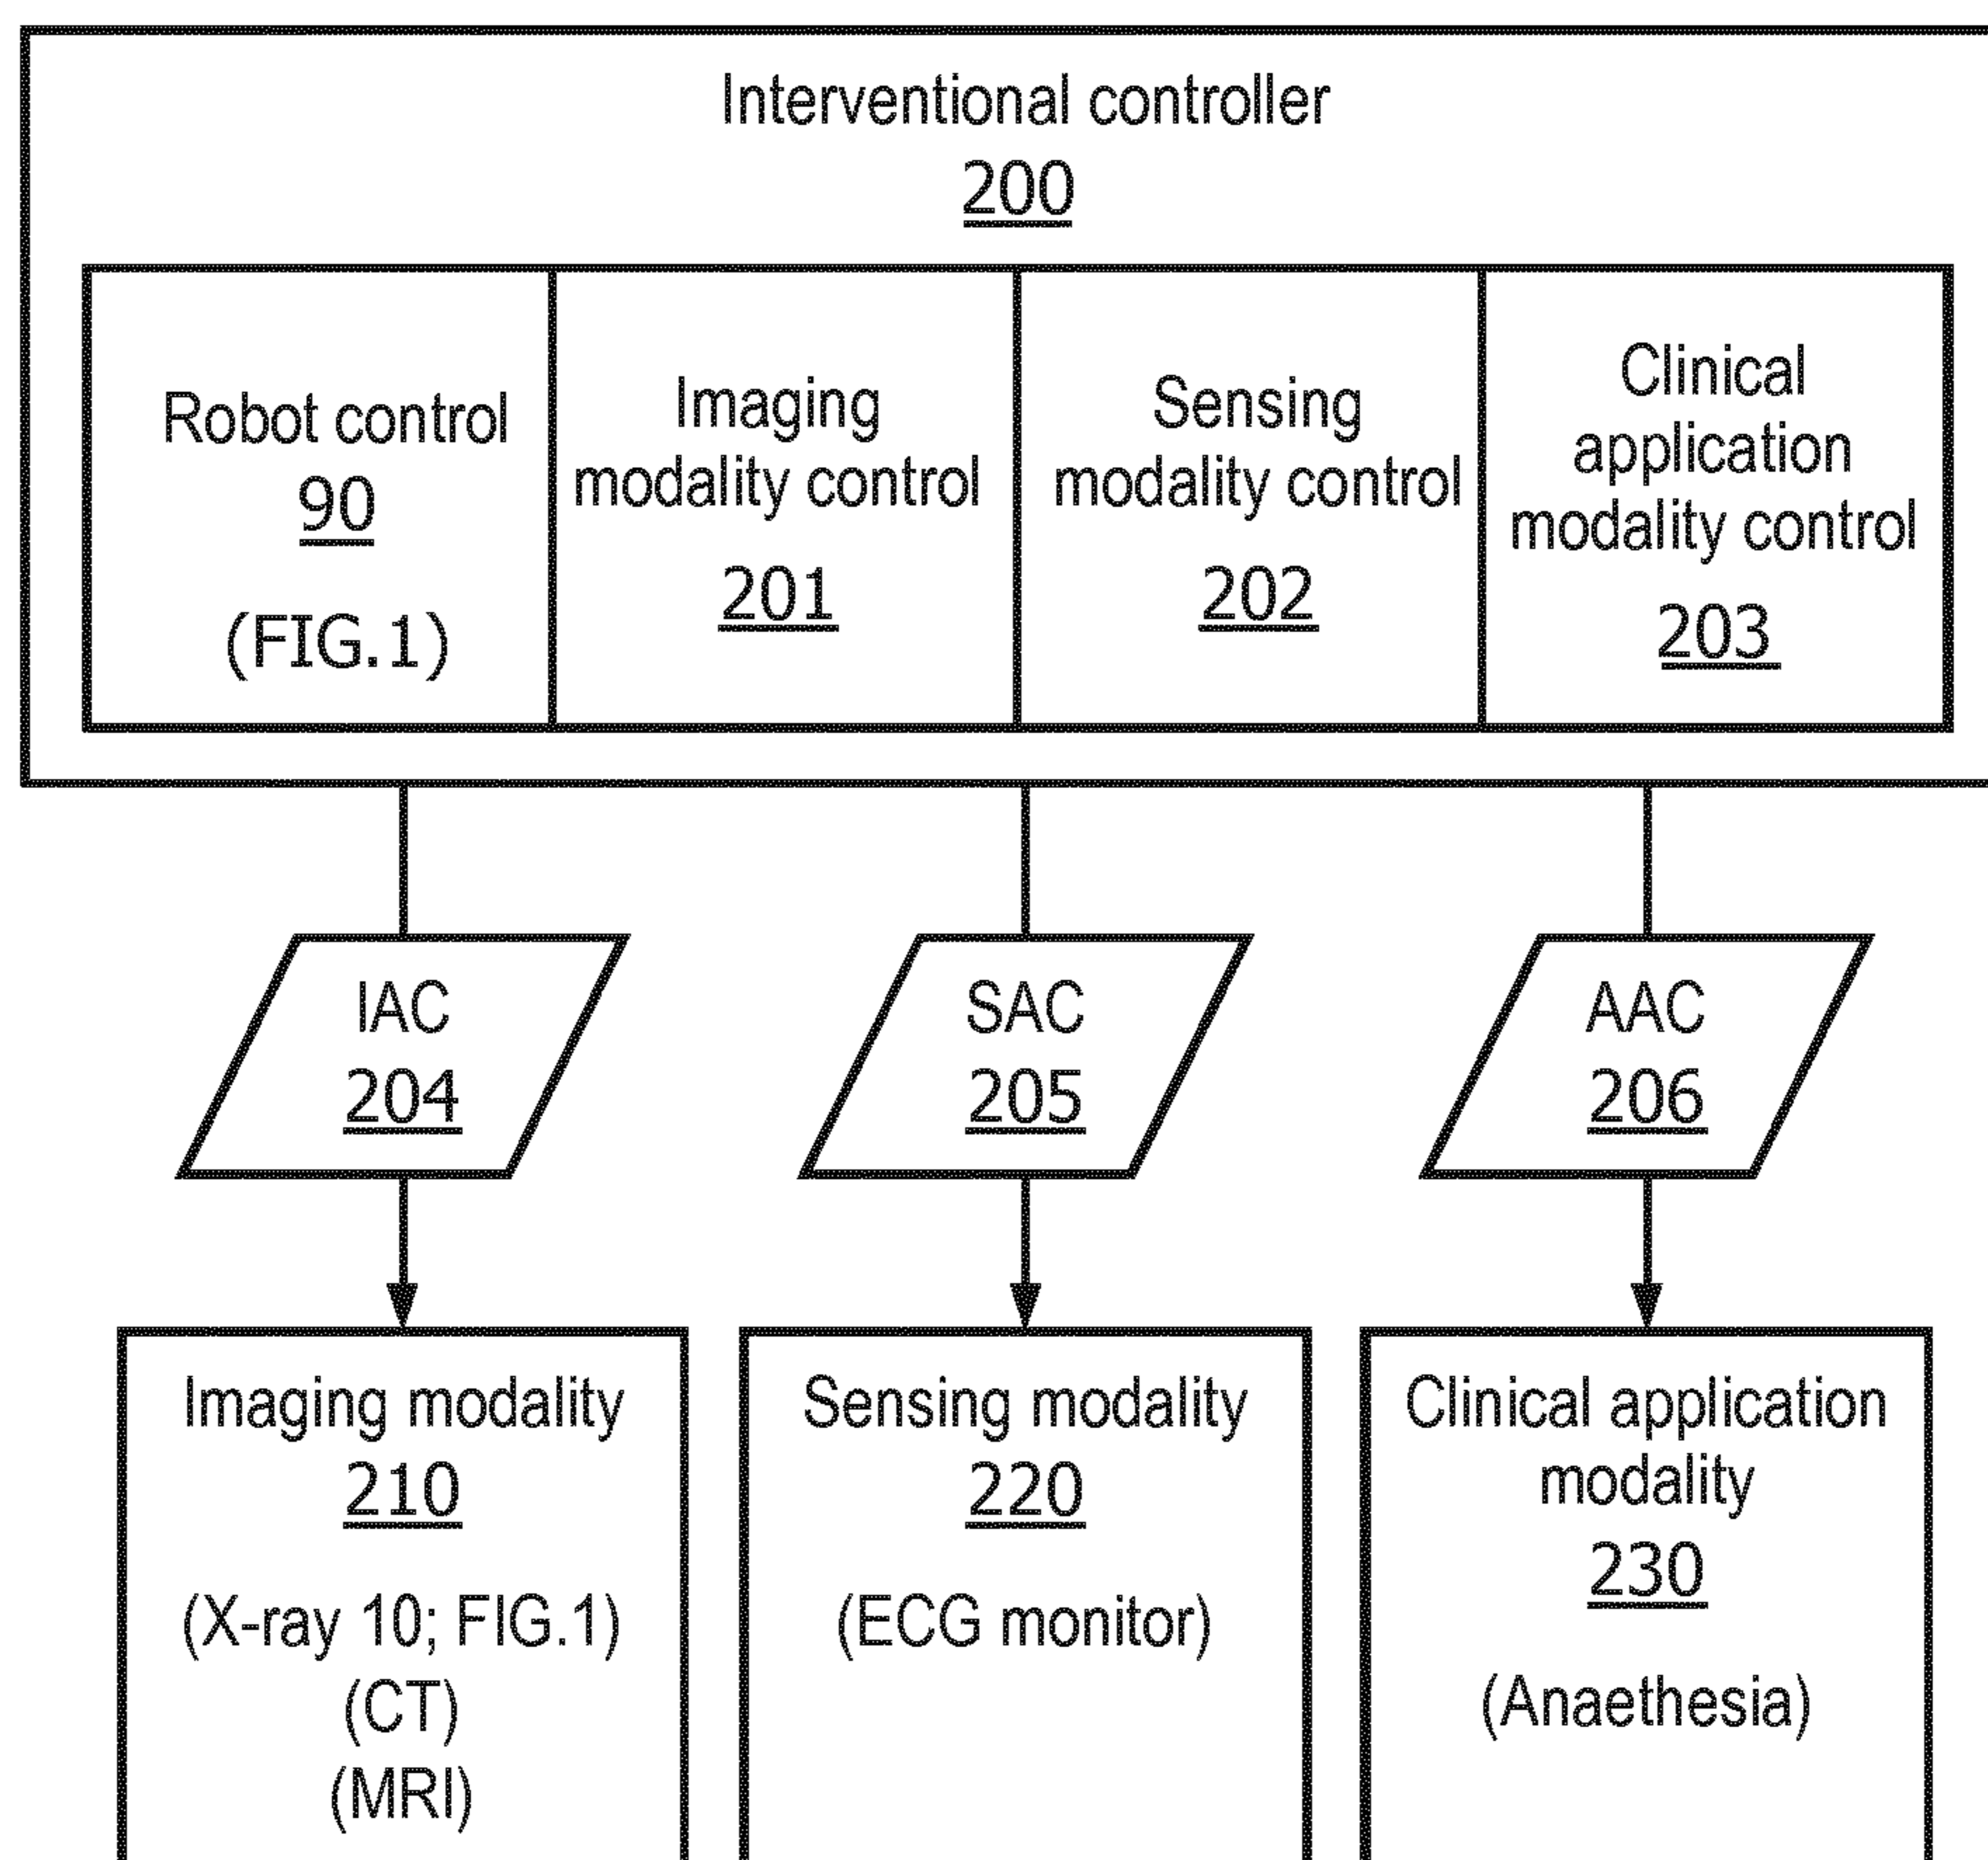 Interventional controller
200
Robot control
90
(FIG.1)
Imaging
modality control
201
Sensing
modality control
202
Clinical
application
modality control
203
IAC
204
SAC
205
AAC
206
Imaging modality
210
(X-ray 10; FIG.1)
(CT)
(MRI)
Sensing modality
220
(ECG monitor)
Clinical application
modality
230
(Anaethesia)